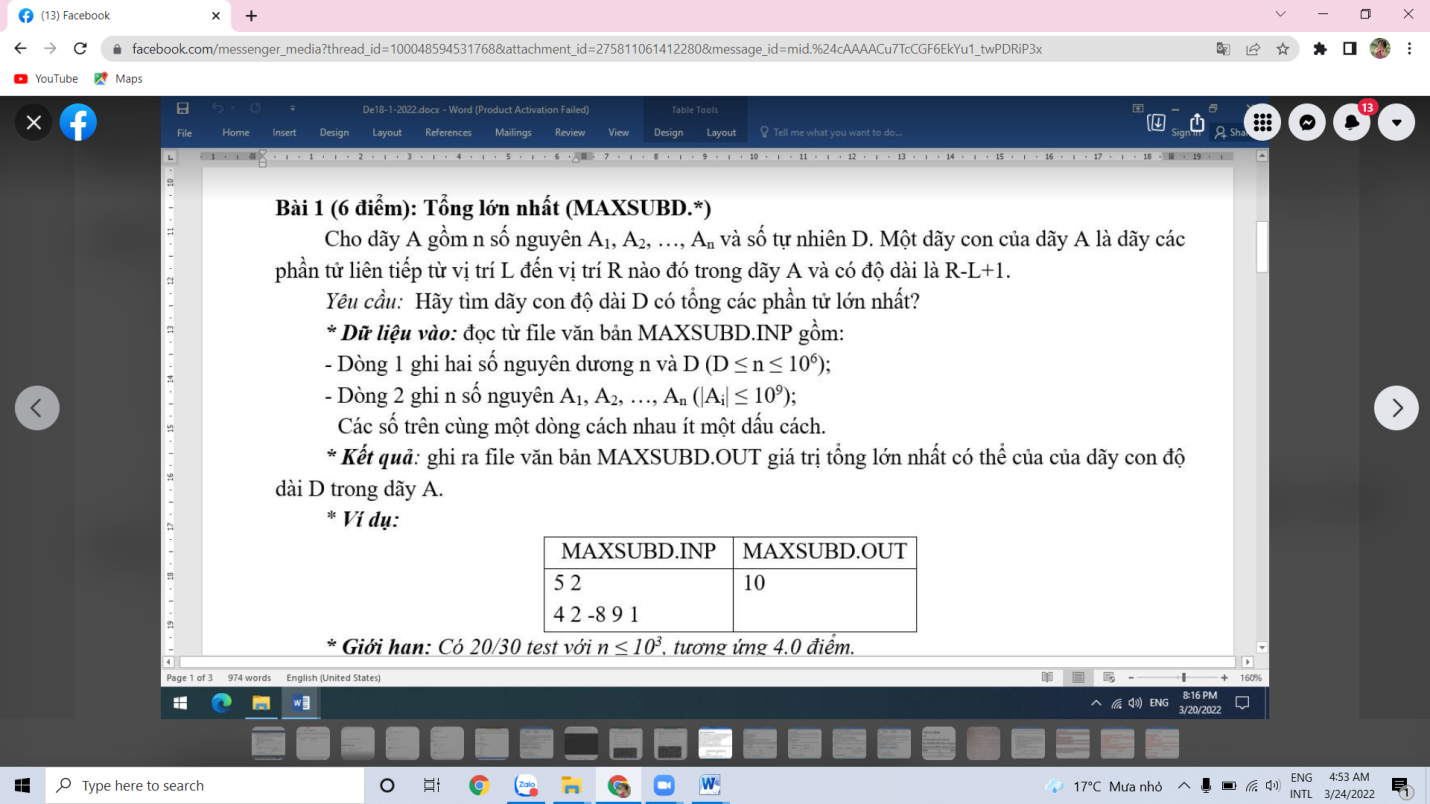 (13) Facebook
facebook.com/messenger_media?thread_id=100048594531768&attachment_id=275811061412280&message_id=mid.%24cAAAACu7TcCGF6EkYu1_twPDRiP3x
YouTube Maps
De18-1-2022.docx - Word (Product Activation Failed) Table Tools
13
File Home Insert Design Layout References Mailings Review View Design Layout Tell me what you want to do... Sign in Shar
Bài 1 (6 điểm): Tổng lớn nhất (MAXSUBD.*)
Cho dãy A gồm n số nguyên A₁, A₂, …, Aₙ và số tự nhiên D. Một dãy con của dãy A là dãy các
phần tử liên tiếp từ vị trí L đến vị trí R nào đó trong dãy A và có độ dài là R-L+1.
Yêu cầu: Hãy tìm dãy con độ dài D có tổng các phần tử lớn nhất?
* Dữ liệu vào: đọc từ file văn bản MAXSUBD.INP gồm:
- Dòng 1 ghi hai số nguyên dương n và D (D ≤ n ≤ 10⁶);
- Dòng 2 ghi n số nguyên A₁, A₂, …, Aₙ (|Aᵢ| ≤ 10⁹);
Các số trên cùng một dòng cách nhau ít một dấu cách.
* Kết quả: ghi ra file văn bản MAXSUBD.OUT giá trị tổng lớn nhất có thể của của dãy con độ
dài D trong dãy A.
* Ví dụ:
MAXSUBD.INP MAXSUBD.OUT
5 2 10
4 2 -8 9 1
* Giới hạn: Có 20/30 test với n ≤ 10³, tương ứng 4.0 điểm.
Page 1 of 3 974 words English (United States) 160%
ENG 8:16 PM
3/20/2022
Type here to search Zalo 17°C Mưa nhỏ ENG 4:53 AM
INTL 3/24/2022 1